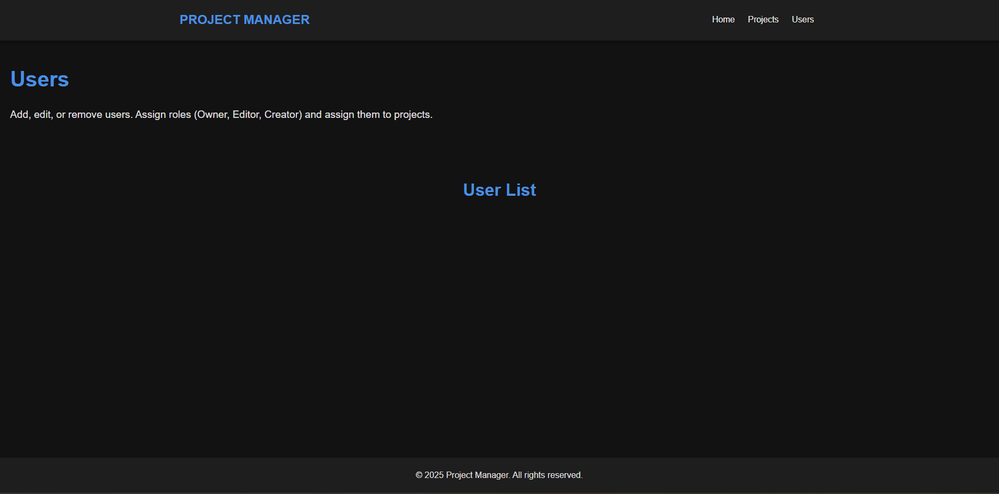 PROJECT MANAGER
Home Projects Users
Users
Add, edit, or remove users. Assign roles (Owner, Editor, Creator) and assign them to projects.
User List
© 2025 Project Manager. All rights reserved.